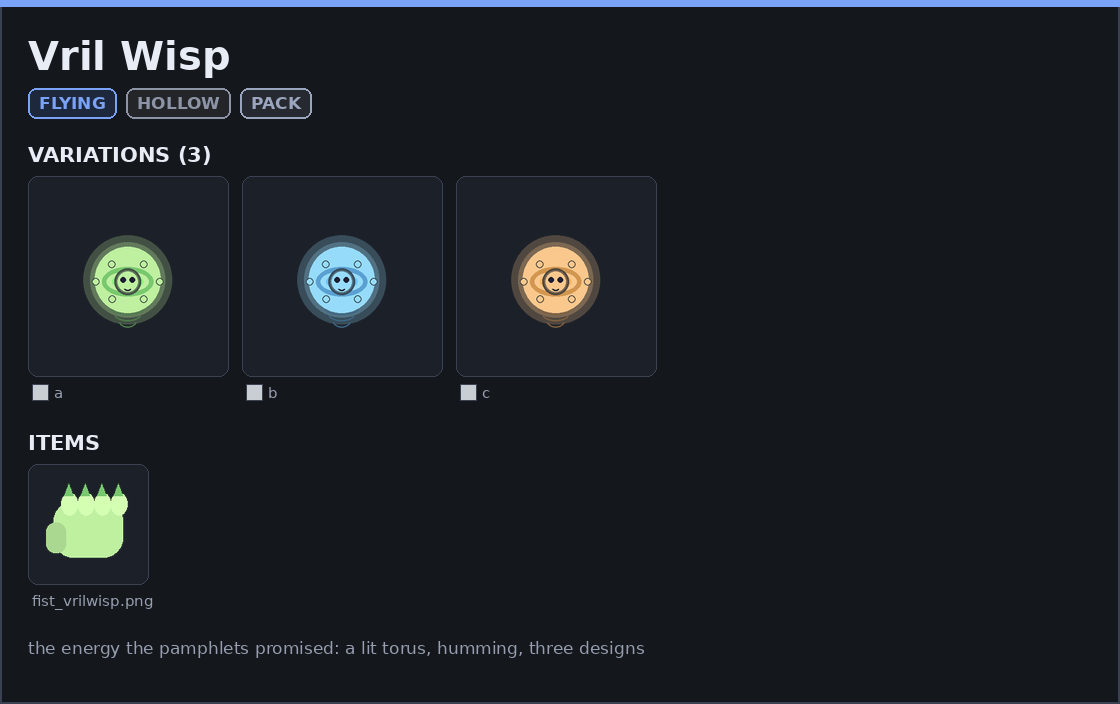 Vril Wisp
FLYING HOLLOW PACK
VARIATIONS (3)
a b c
ITEMS
fist_vrilwisp.png
the energy the pamphlets promised: a lit torus, humming, three designs